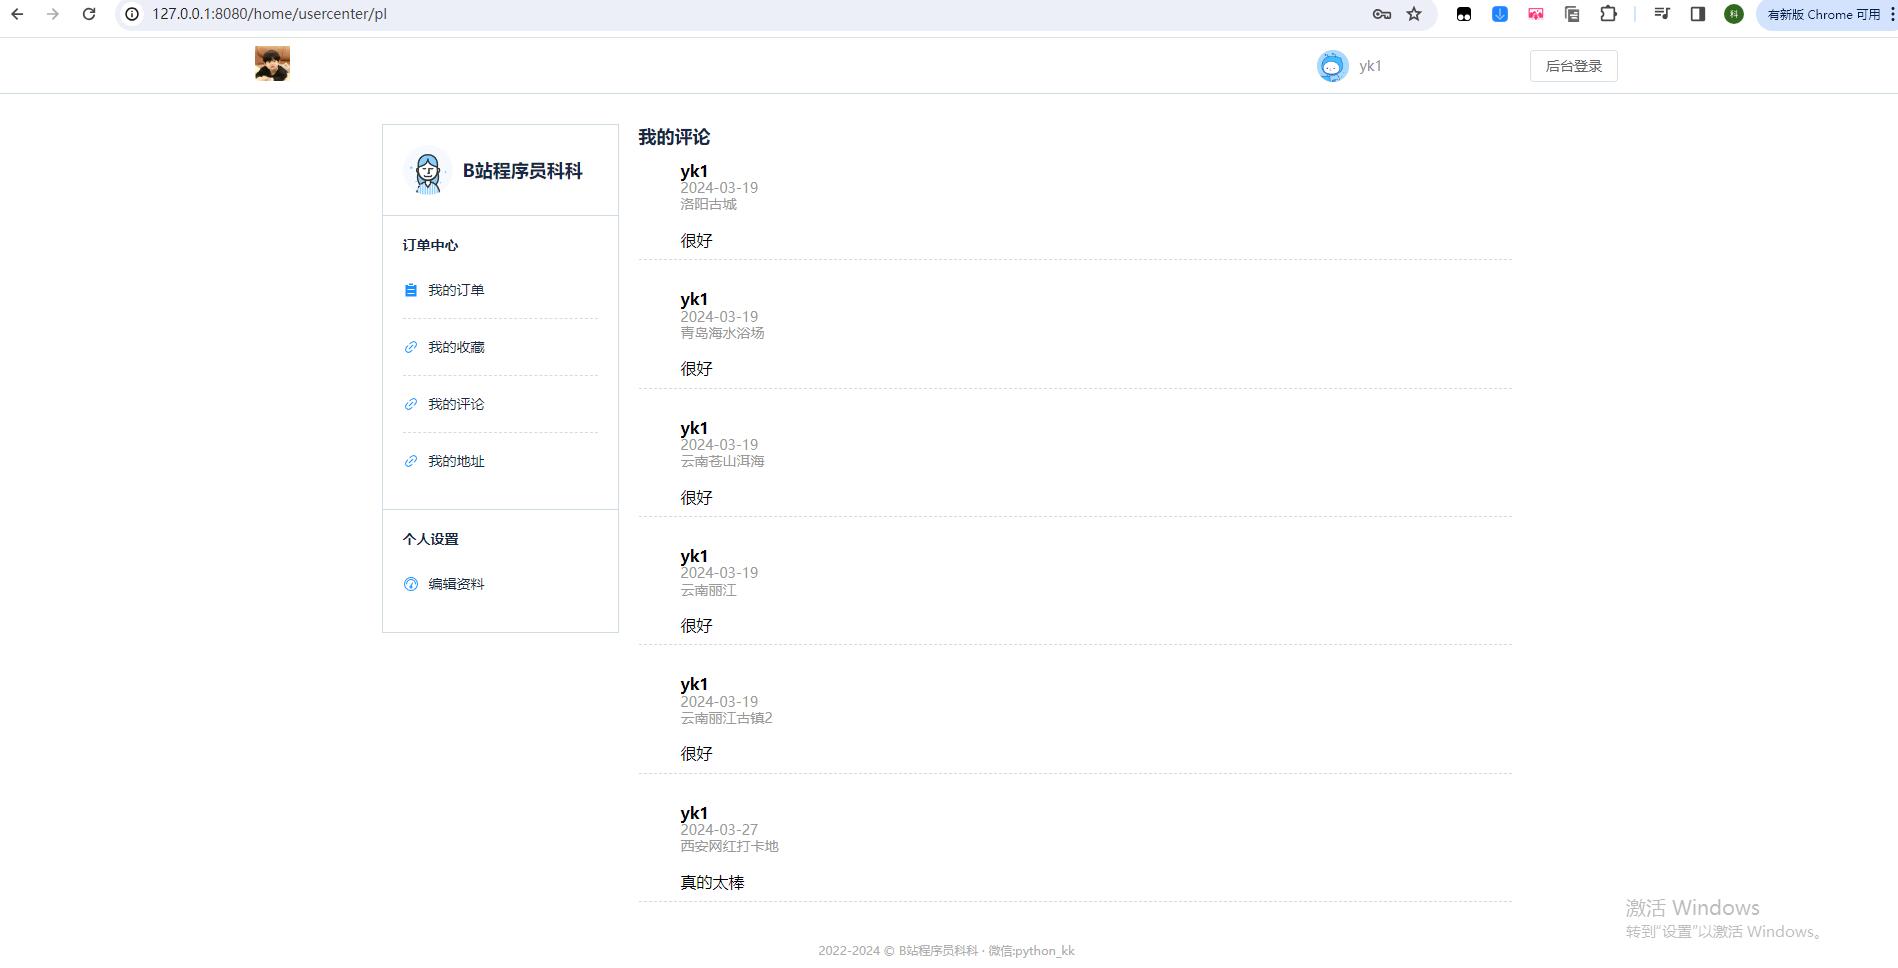 127.0.0.1:8080/home/usercenter/pl
科
有新版 Chrome 可用
yk1
后台登录
B站程序员科科
订单中心
我的订单
我的收藏
我的评论
我的地址
个人设置
编辑资料
我的评论
yk1
2024-03-19
洛阳古城
很好
yk1
2024-03-19
青岛海水浴场
很好
yk1
2024-03-19
云南苍山洱海
很好
yk1
2024-03-19
云南丽江
很好
yk1
2024-03-19
云南丽江古镇2
很好
yk1
2024-03-27
西安网红打卡地
真的太棒
激活 Windows
转到“设置”以激活 Windows。
2022-2024 © B站程序员科科 · 微信:python_kk